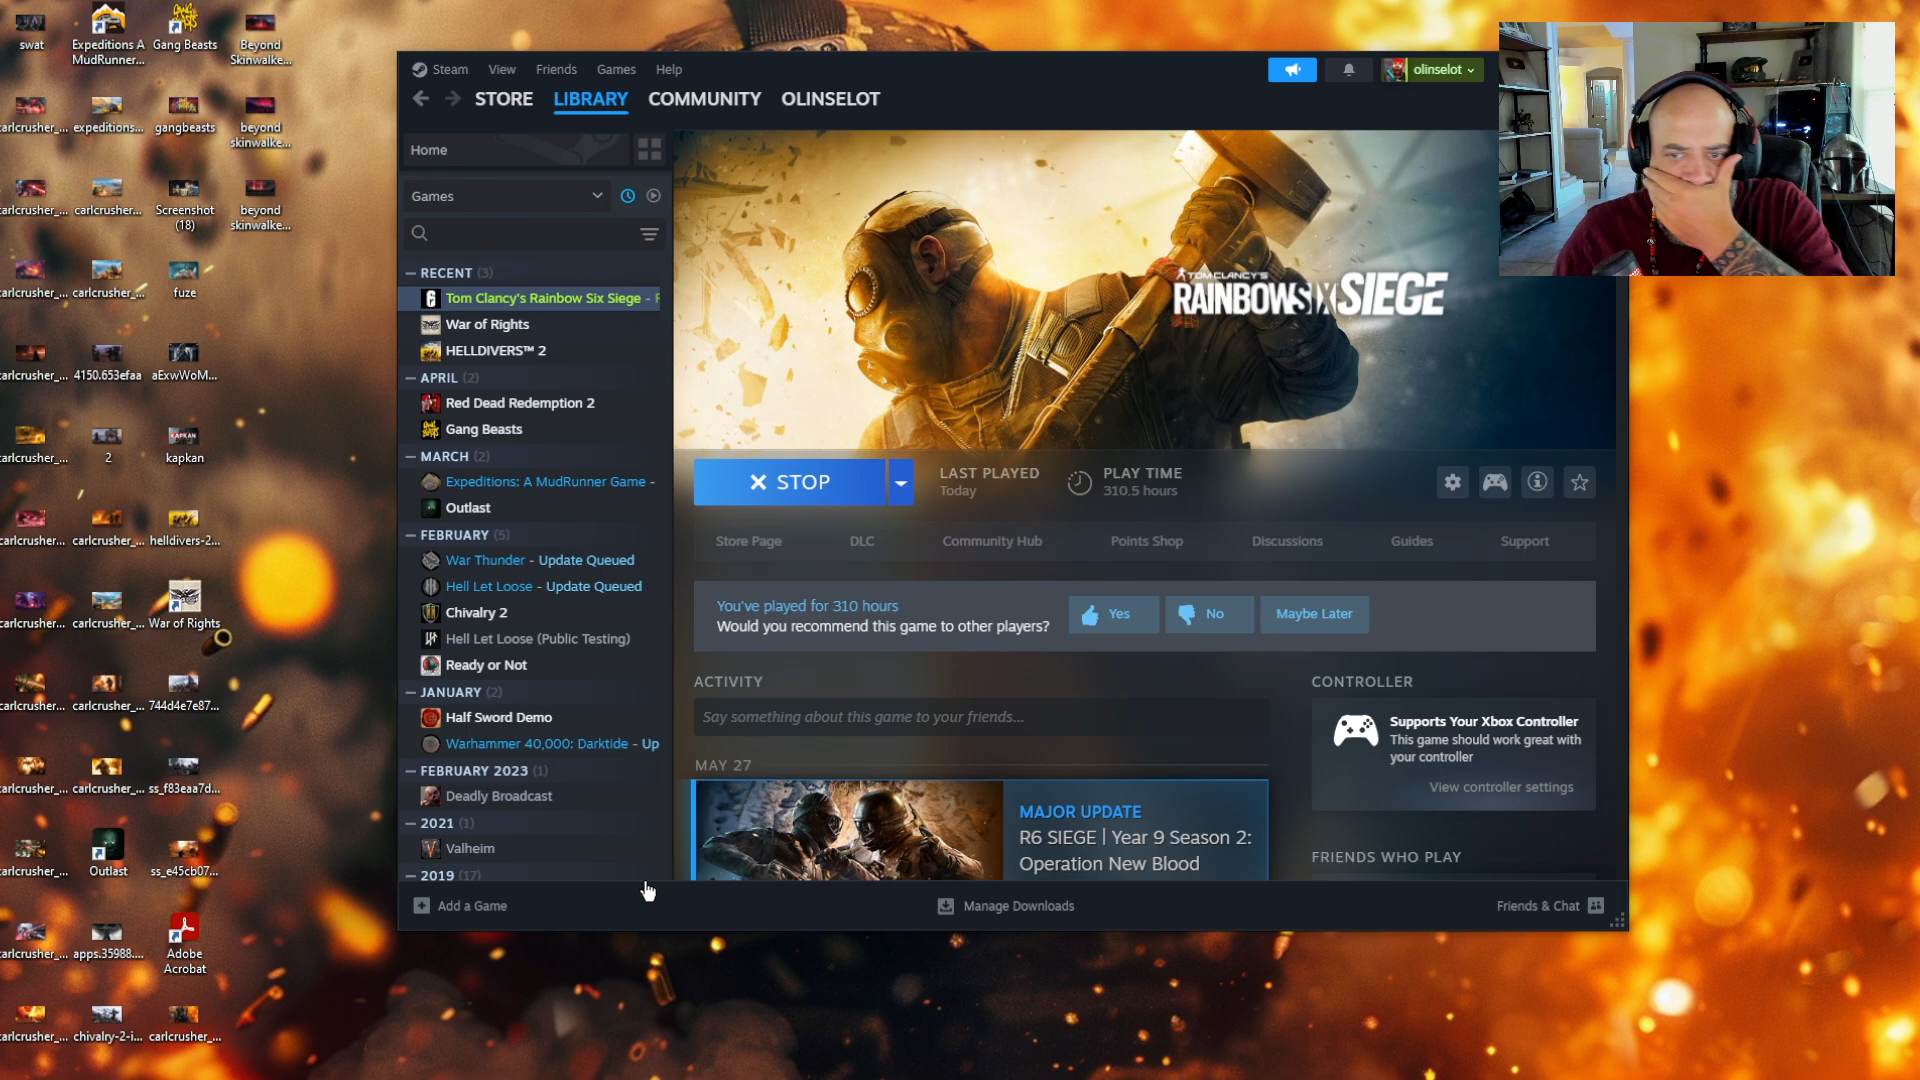 swat
Expeditions A
MudRunner...
Gang Beasts
Beyond
Skinwalke...
carlcrusher_...
expeditions...
gangbeasts
beyond
skinwalke...
carlcrusher_...
carlcrusher...
Screenshot
(18)
beyond
skinwalke...
carlcrusher_...
carlcrusher_...
fuze
carlcrusher_...
4150.653efaa
aExwWoM...
carlcrusher_...
2
KAPKAN
kapkan
carlcrusher...
carlcrusher_...
helldivers-2...
carlcrusher_...
carlcrusher_...
War of Rights
carlcrusher...
carlcrusher_...
744d4e7e87...
carlcrusher_...
carlcrusher_...
ss_f83eaa7d...
carlcrusher_...
Outlast
ss_e45cb07...
carlcrusher_...
apps.35988....
Adobe
Acrobat
carlcrusher_...
chivalry-2-i...
carlcrusher_...
Steam View Friends Games Help
olinselot
STORE LIBRARY COMMUNITY OLINSELOT
Home
Games
RECENT (3)
Tom Clancy's Rainbow Six Siege -
War of Rights
HELLDIVERS™ 2
APRIL (2)
Red Dead Redemption 2
Gang Beasts
MARCH (2)
Expeditions: A MudRunner Game -
Outlast
FEBRUARY (5)
War Thunder - Update Queued
Hell Let Loose - Update Queued
Chivalry 2
Hell Let Loose (Public Testing)
Ready or Not
JANUARY (2)
Half Sword Demo
Warhammer 40,000: Darktide - Up
FEBRUARY 2023 (1)
Deadly Broadcast
2021 (1)
Valheim
2019 (17)
Add a Game
TOM CLANCY'S
RAINBOWSIX SIEGE
STOP
LAST PLAYED
Today
PLAY TIME
310.5 hours
Store Page DLC Community Hub Points Shop Discussions Guides Support
You've played for 310 hours
Would you recommend this game to other players?
Yes
No
Maybe Later
ACTIVITY
Say something about this game to your friends...
MAY 27
MAJOR UPDATE
R6 SIEGE | Year 9 Season 2:
Operation New Blood
CONTROLLER
Supports Your Xbox Controller
This game should work great with
your controller
View controller settings
FRIENDS WHO PLAY
Manage Downloads
Friends & Chat